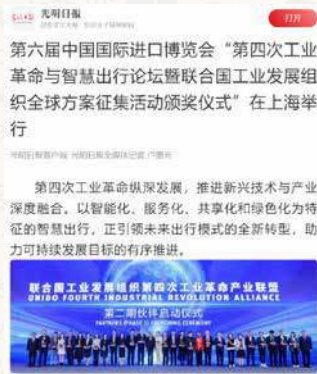 光明日报
打开
第六届中国国际进口博览会“第四次工业
革命与智慧出行论坛暨联合国工业发展组
织全球方案征集活动颁奖仪式”在上海举
行
第四次工业革命纵深发展，推进新兴技术与产业
深度融合。以智能化、服务化、共享化和绿色化为特
征的智慧出行，正引领未来出行模式的全新转型，助
力可持续发展目标的有序推进。
联合国工业发展组织第四次工业革命产业联盟
UNIDO FOURTH INDUSTRIAL REVOLUTION ALLIANCE
第二期伙伴启动仪式